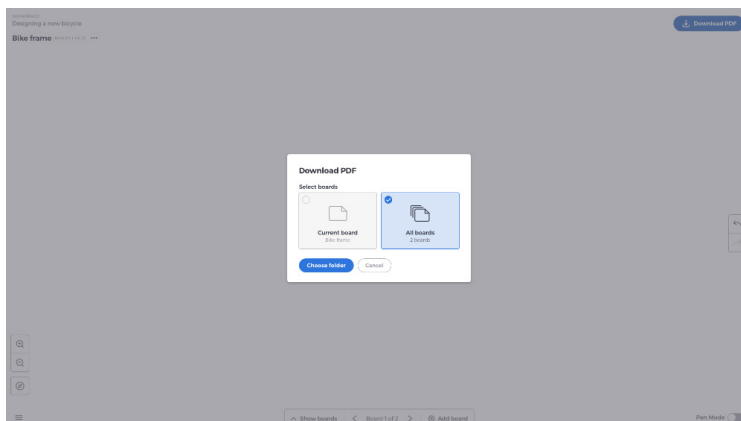 Designing a new bicycle
Download PDF
Bike frame
Download PDF
Select boards
Current board
Bike frame
All boards
2 boards
Choose folder
Cancel
Show boards
Board 1 of 2
Add board
Pen Mode